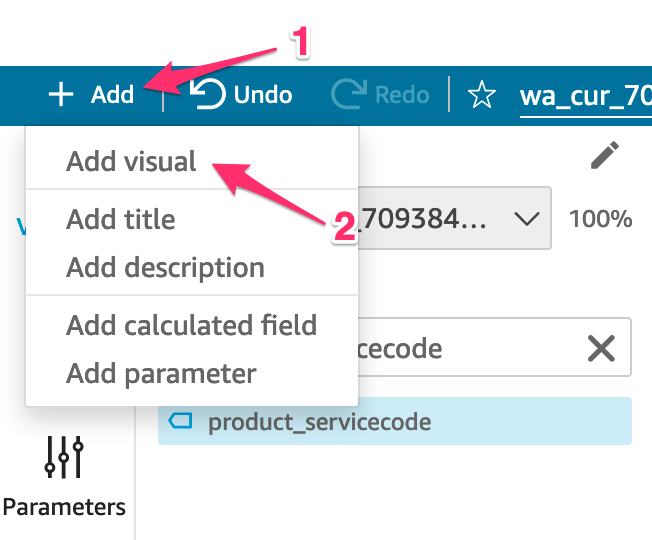 1
+ Add Undo Redo wa_cur_70
Add visual
2
Add title
_709384... 100%
Add description
Add calculated field
cecode
Add parameter
product_servicecode
Parameters